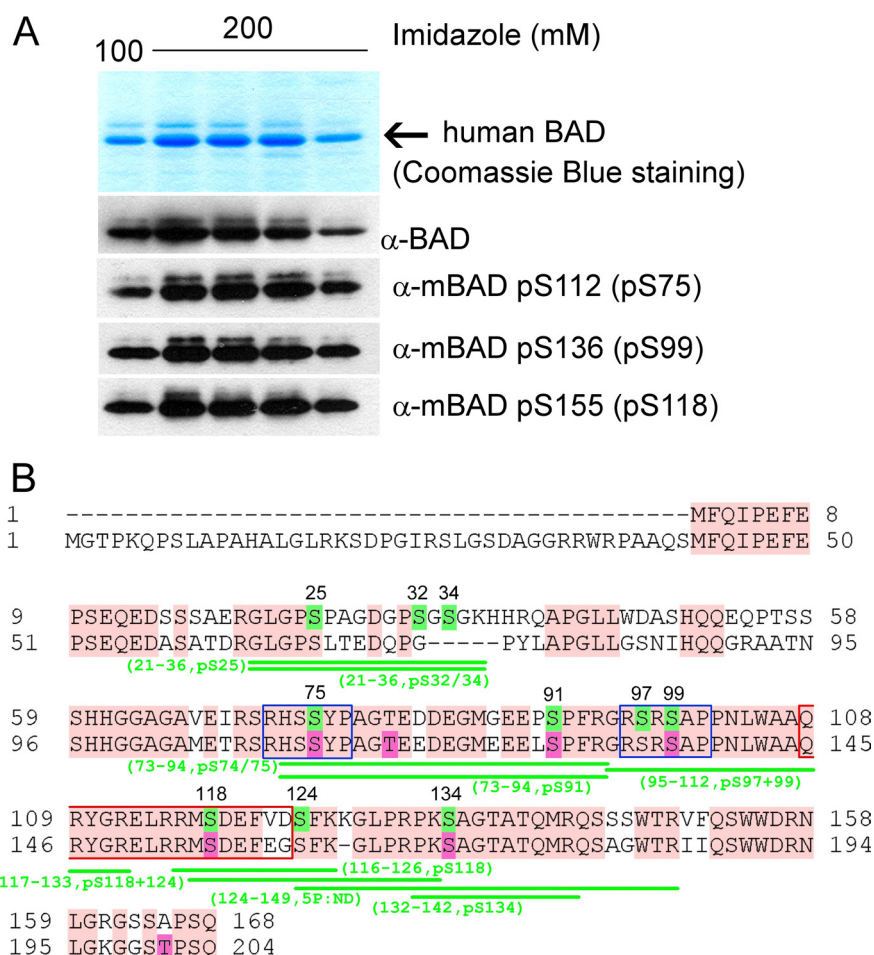 A
100 200 Imidazole (mM)
← human BAD
(Coomassie Blue staining)
α-BAD
α-mBAD pS112 (pS75)
α-mBAD pS136 (pS99)
α-mBAD pS155 (pS118)
B
1 ------------------------------------------MFQIPEFE 8
1 MGTPKQPSLAPAHALGLRKSDPGIRSLGSDAGGRRWRPAAQSMFQIPEFE 50
25 32 34
9 PSEQEDSSSAERGLGPSPAGDGPSGSGKHHRQAPGLLWDASHQQEQPTSS 58
51 PSEQEDASATDRGLGPSLTEDQPG-----PYLAPGLLGSNIHQQGRAATN 95
(21-36,pS25)
(21-36,pS32/34)
75 91 97 99
59 SHHGGAGAVEIRSRHSSYPAGTEDDEGMGEEPSPFRGRSRSAPPNLWAAQ 108
96 SHHGGAGAMETRSRHSSYPAGTEEDEGMEEELSPFRGRSRSAPPNLWAAQ 145
(73-94,pS74/75)
(73-94,pS91)
(95-112,pS97+99)
118 124 134
109 RYGRELRRMSDEFVDSFKKGLPRPKSAGTATQMRQSSSWTRVFQSWWDRN 158
146 RYGRELRRMSDEFEGSFK-GLPRPKSAGTATQMRQSAGWTRIIQSWWDRN 194
(116-126,pS118)
117-133,pS118+124)
(124-149,5P:ND)
(132-142,pS134)
159 LGRGSSAPSQ 168
195 LGKGGSTPSQ 204